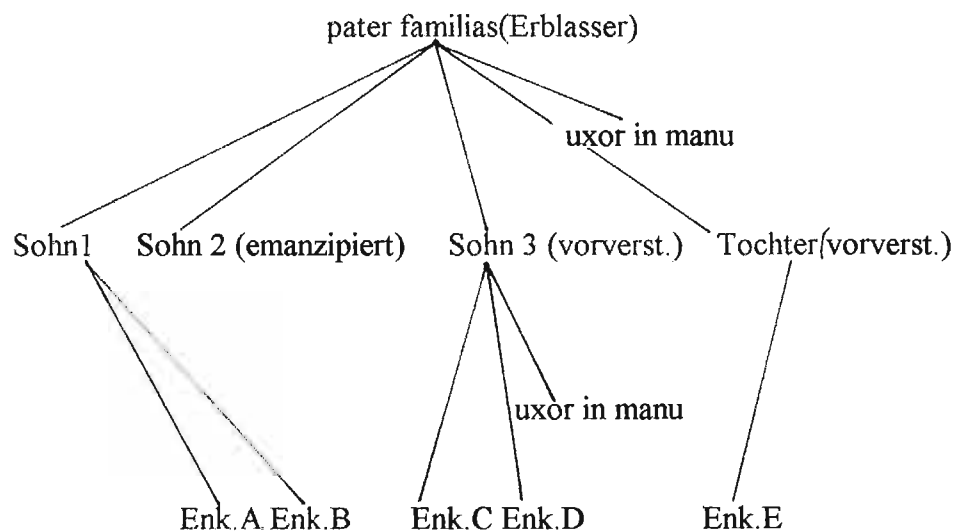 pater familias(Erblasser)
uxor in manu
Sohn1 Sohn 2 (emanzipiert) Sohn 3 (vorverst.) Tochter(vorverst.)
uxor in manu
Enk.A Enk.B Enk.C Enk.D Enk.E